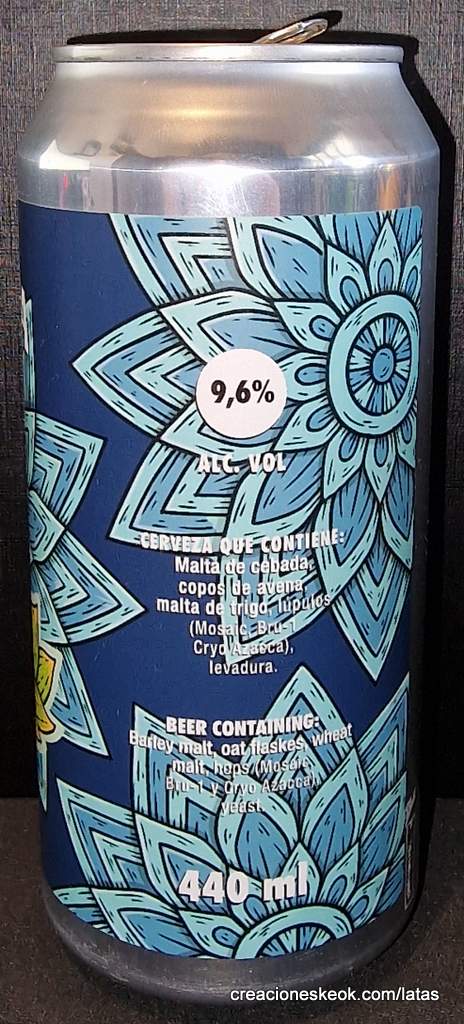 9,6%
ALC. VOL
CERVEZA QUE CONTIENE:
Malta de cebada,
copos de avena,
malta de trigo, lúpulos
(Mosaic, Bru-1
Cryo Azacca),
levadura.
BEER CONTAINING:
Barley malt, oat flaskes, wheat
malt, hops (Mosaic,
Bru-1 y Cryo Azacca),
yeast.
440 ml
creacioneskeok.com/latas